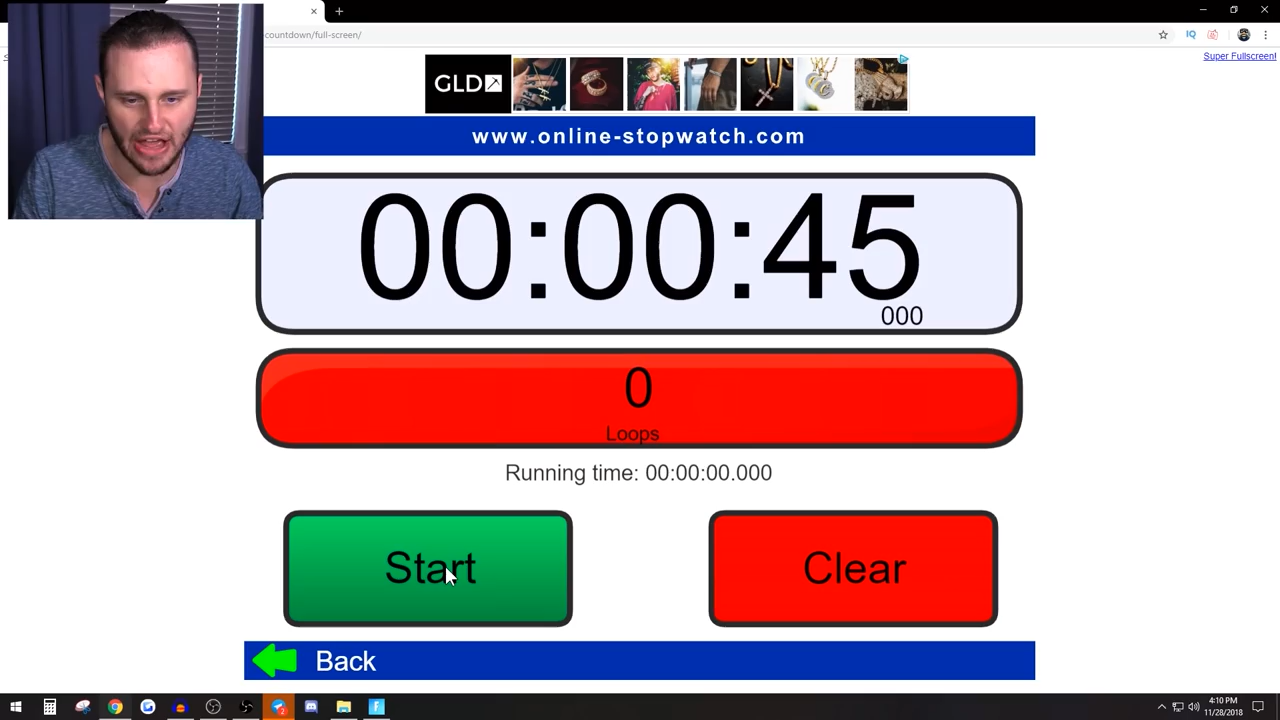 countdown/full-screen/
IQ
Super Fullscreen!
GLD
www.online-stopwatch.com
00:00:45
000
0
Loops
Running time: 00:00:00.000
Start
Clear
Back
4:10 PM
11/28/2018